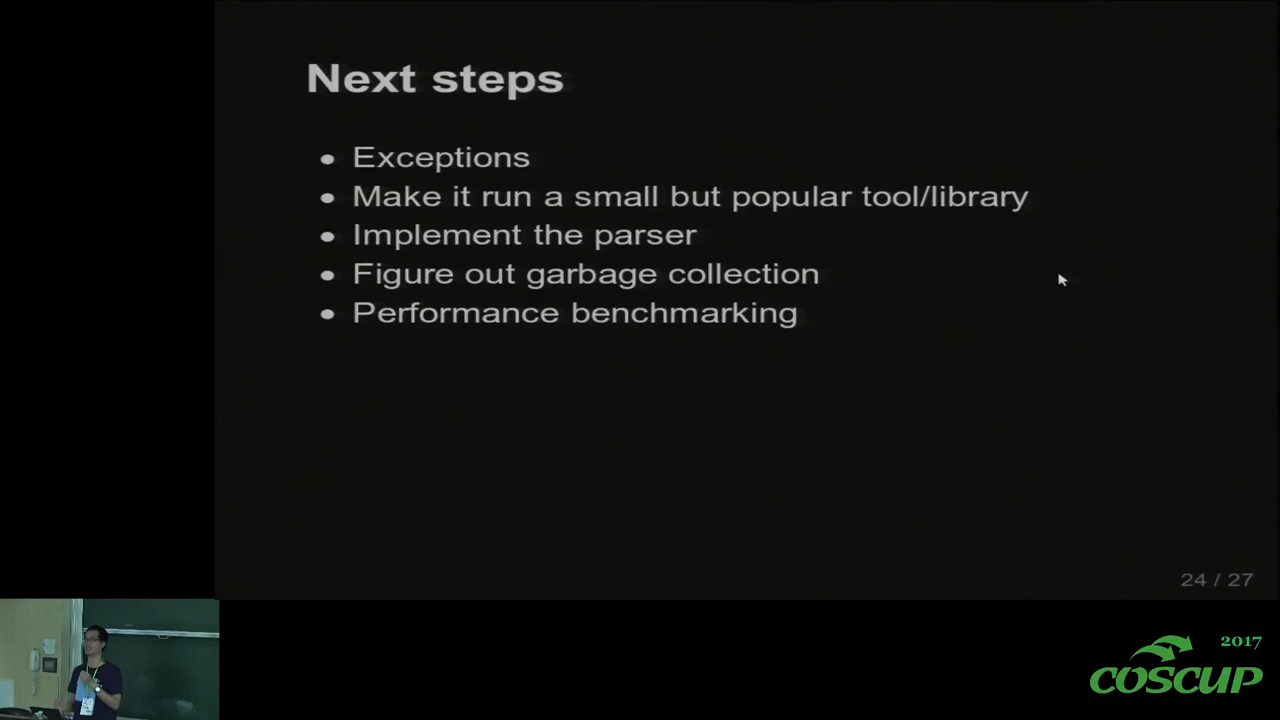 Next steps
• Exceptions
• Make it run a small but popular tool/library
• Implement the parser
• Figure out garbage collection
• Performance benchmarking
24 / 27
2017
COSCUP